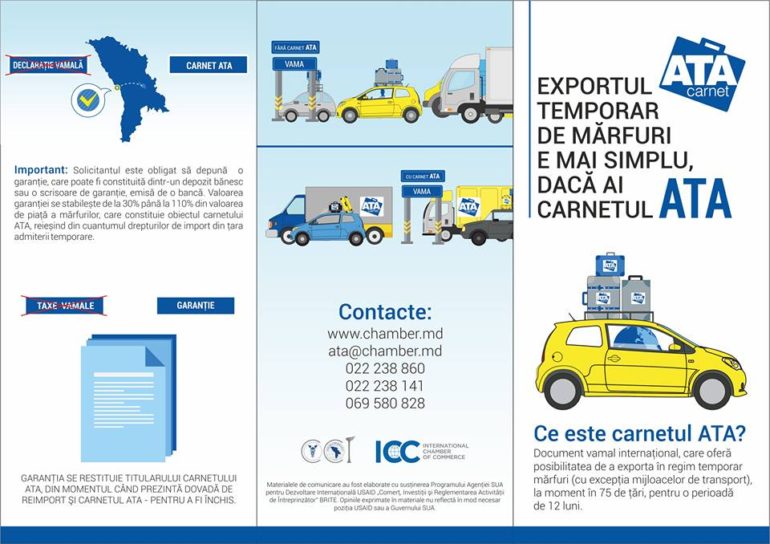 DECLARAȚIE VAMALĂ
CARNET ATA
Important: Solicitantul este obligat să depună o
garanție, care poate fi constituită dintr-un depozit bănesc
sau o scrisoare de garanție, emisă de o bancă. Valoarea
garanției se stabilește de la 30% până la 110% din valoarea
de piață a mărfurilor, care constituie obiectul carnetului
ATA, reieșind din cuantumul drepturilor de import din țara
admiterii temporare.
TAXE VAMALE
GARANȚIE
GARANȚIA SE RESTITUIE TITULARULUI CARNETULUI
ATA, DIN MOMENTUL CÂND PREZINTĂ DOVADĂ DE
REIMPORT ŞI CARNETUL ATA - PENTRU A FI ÎNCHIS.
FĂRĂ CARNET ATA
VAMA
CU CARNET ATA
VAMA
ATA
ATA
Contacte:
www.chamber.md
ata@chamber.md
022 238 860
022 238 141
069 580 828
CCI
ICC INTERNATIONAL
CHAMBER
OF COMMERCE
Materialele de comunicare au fost elaborate cu susținerea Programului Agenției SUA
pentru Dezvoltare Internațională USAID „Comerț, Investiții și Reglementarea Activității
de Întreprinzător" BRITE. Opiniile exprimate în materiale nu reflectă în mod necesar
poziția USAID sau a Guvernului SUA.
ATA
carnet
EXPORTUL
TEMPORAR
DE MĂRFURI
E MAI SIMPLU,
DACĂ AI
CARNETUL ATA
ATA
ATA
ATA
Ce este carnetul ATA?
Document vamal internațional, care oferă
posibilitatea de a exporta în regim temporar
mărfuri (cu excepția mijloacelor de transport),
la moment în 75 de țări, pentru o perioadă
de 12 luni.